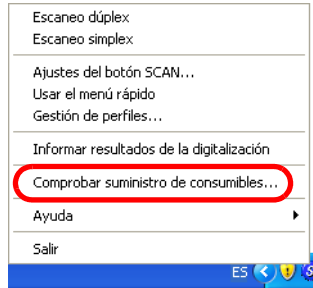 Escaneo dúplex
Escaneo simplex
Ajustes del botón SCAN...
Usar el menú rápido
Gestión de perfiles...
Informar resultados de la digitalización
Comprobar suministro de consumibles...
Ayuda
Salir
ES